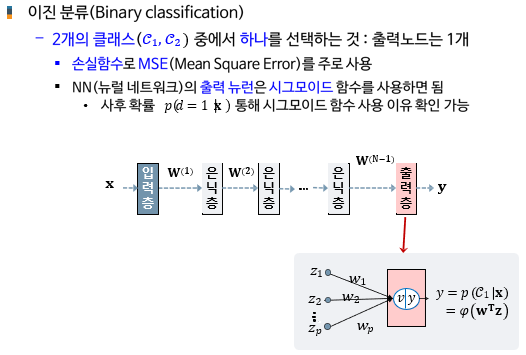 이진 분류(Binary classification)
– 2개의 클래스(𝒞₁, 𝒞₂) 중에서 하나를 선택하는 것 : 출력노드는 1개
▪ 손실함수로 MSE(Mean Square Error)를 주로 사용
▪ NN(뉴럴 네트워크)의 출력 뉴런은 시그모이드 함수를 사용하면 됨
• 사후 확률 p(d = 1|x) 통해 시그모이드 함수 사용 이유 확인 가능
x 입력층 W⁽¹⁾ 은닉층 W⁽²⁾ 은닉층 ... 은닉층 W⁽ᴺ⁻¹⁾ 출력층 y
z₁ w₁
z₂ w₂ v|y y = p(𝒞₁|x)
⋮ = φ(wᵀz)
zₚ wₚ